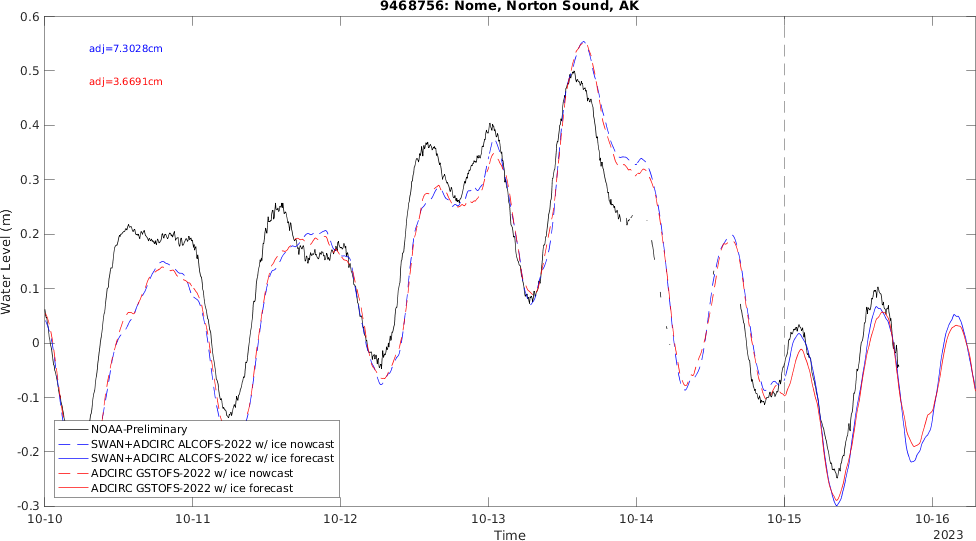 9468756: Nome, Norton Sound, AK
adj=7.3028cm
adj=3.6691cm
Water Level (m)
0.6
0.5
0.4
0.3
0.2
0.1
0
-0.1
-0.2
-0.3
NOAA-Preliminary
SWAN+ADCIRC ALCOFS-2022 w/ ice nowcast
SWAN+ADCIRC ALCOFS-2022 w/ ice forecast
ADCIRC GSTOFS-2022 w/ ice nowcast
ADCIRC GSTOFS-2022 w/ ice forecast
10-10 10-11 10-12 10-13 10-14 10-15 10-16
Time
2023